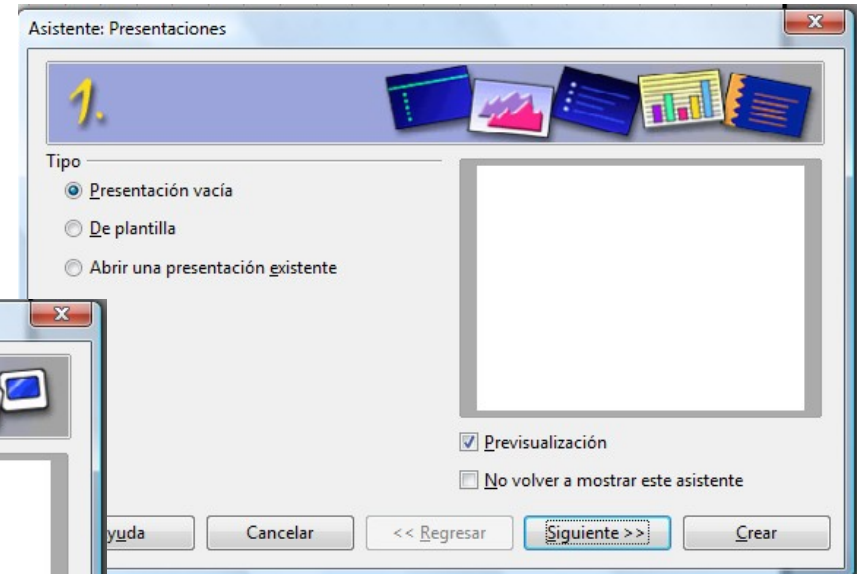 Asistente: Presentaciones
1.
Tipo
Presentación vacía
De plantilla
Abrir una presentación existente
Previsualización
No volver a mostrar este asistente
yuda Cancelar << Regresar Siguiente >> Crear